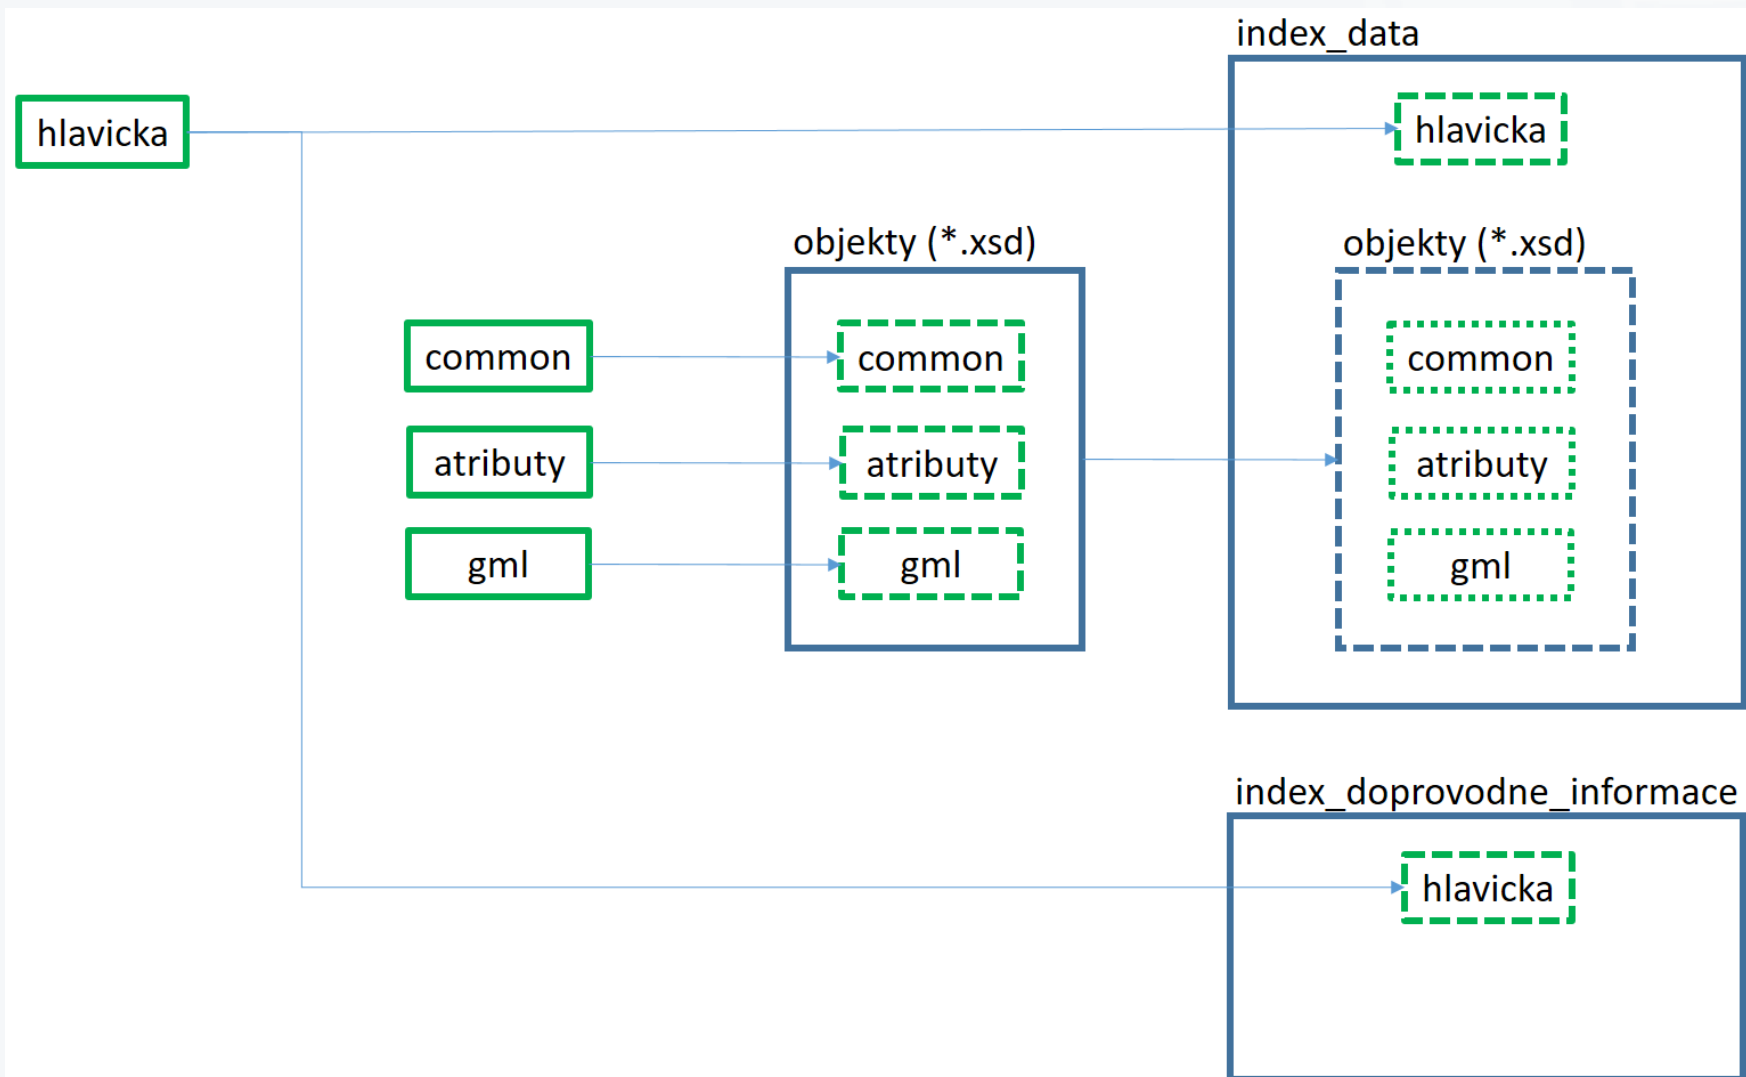 index_data
hlavicka
hlavicka
objekty (*.xsd)
objekty (*.xsd)
common
common
common
atributy
atributy
atributy
gml
gml
gml
index_doprovodne_informace
hlavicka